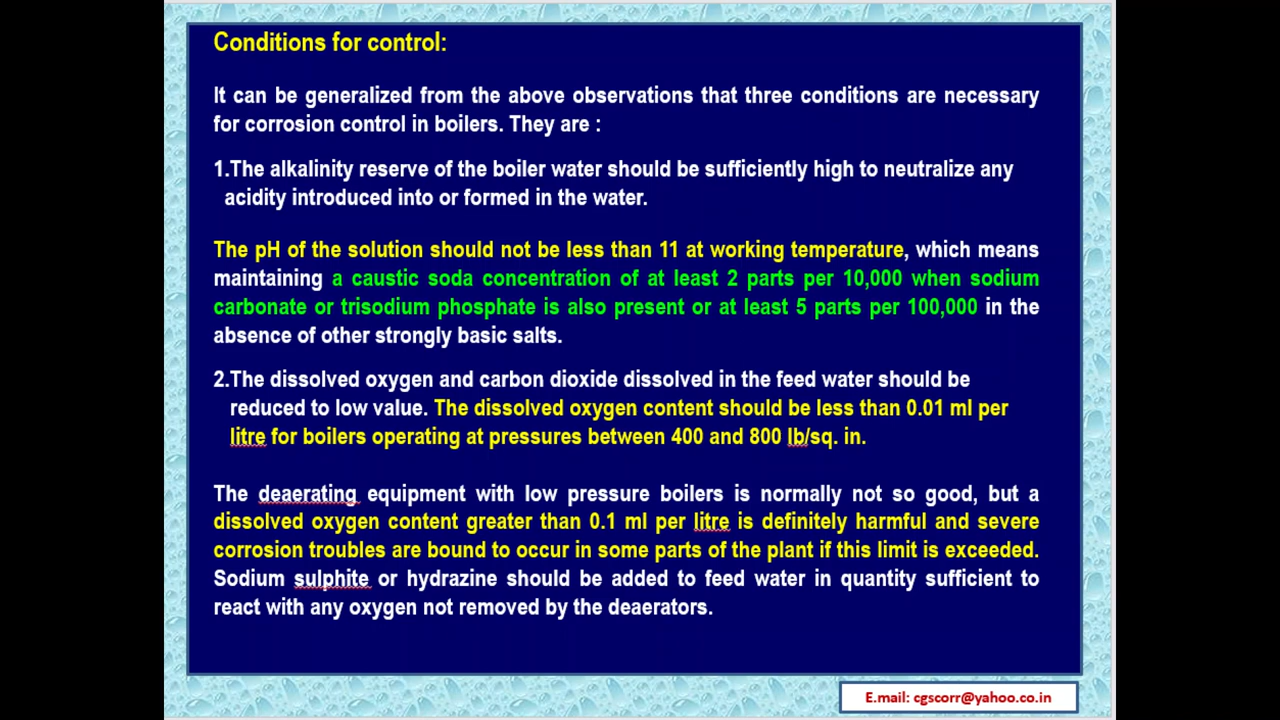 Conditions for control:
It can be generalized from the above observations that three conditions are necessary
for corrosion control in boilers. They are :
1.The alkalinity reserve of the boiler water should be sufficiently high to neutralize any
acidity introduced into or formed in the water.
The pH of the solution should not be less than 11 at working temperature, which means
maintaining a caustic soda concentration of at least 2 parts per 10,000 when sodium
carbonate or trisodium phosphate is also present or at least 5 parts per 100,000 in the
absence of other strongly basic salts.
2.The dissolved oxygen and carbon dioxide dissolved in the feed water should be
reduced to low value. The dissolved oxygen content should be less than 0.01 ml per
litre for boilers operating at pressures between 400 and 800 lb/sq. in.
The deaerating equipment with low pressure boilers is normally not so good, but a
dissolved oxygen content greater than 0.1 ml per litre is definitely harmful and severe
corrosion troubles are bound to occur in some parts of the plant if this limit is exceeded.
Sodium sulphite or hydrazine should be added to feed water in quantity sufficient to
react with any oxygen not removed by the deaerators.
E.mail: cgscorr@yahoo.co.in